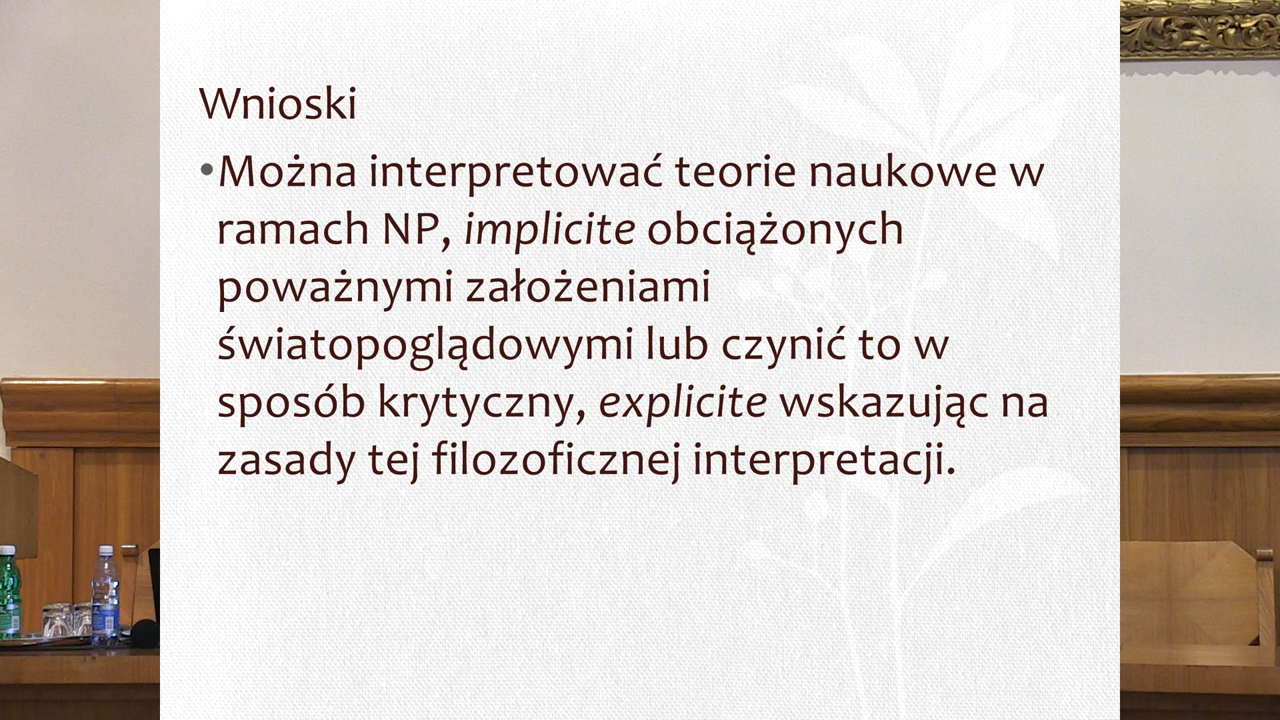 Wnioski
•Można interpretować teorie naukowe w
ramach NP, implicite obciążonych
poważnymi założeniami
światopoglądowymi lub czynić to w
sposób krytyczny, explicite wskazując na
zasady tej filozoficznej interpretacji.